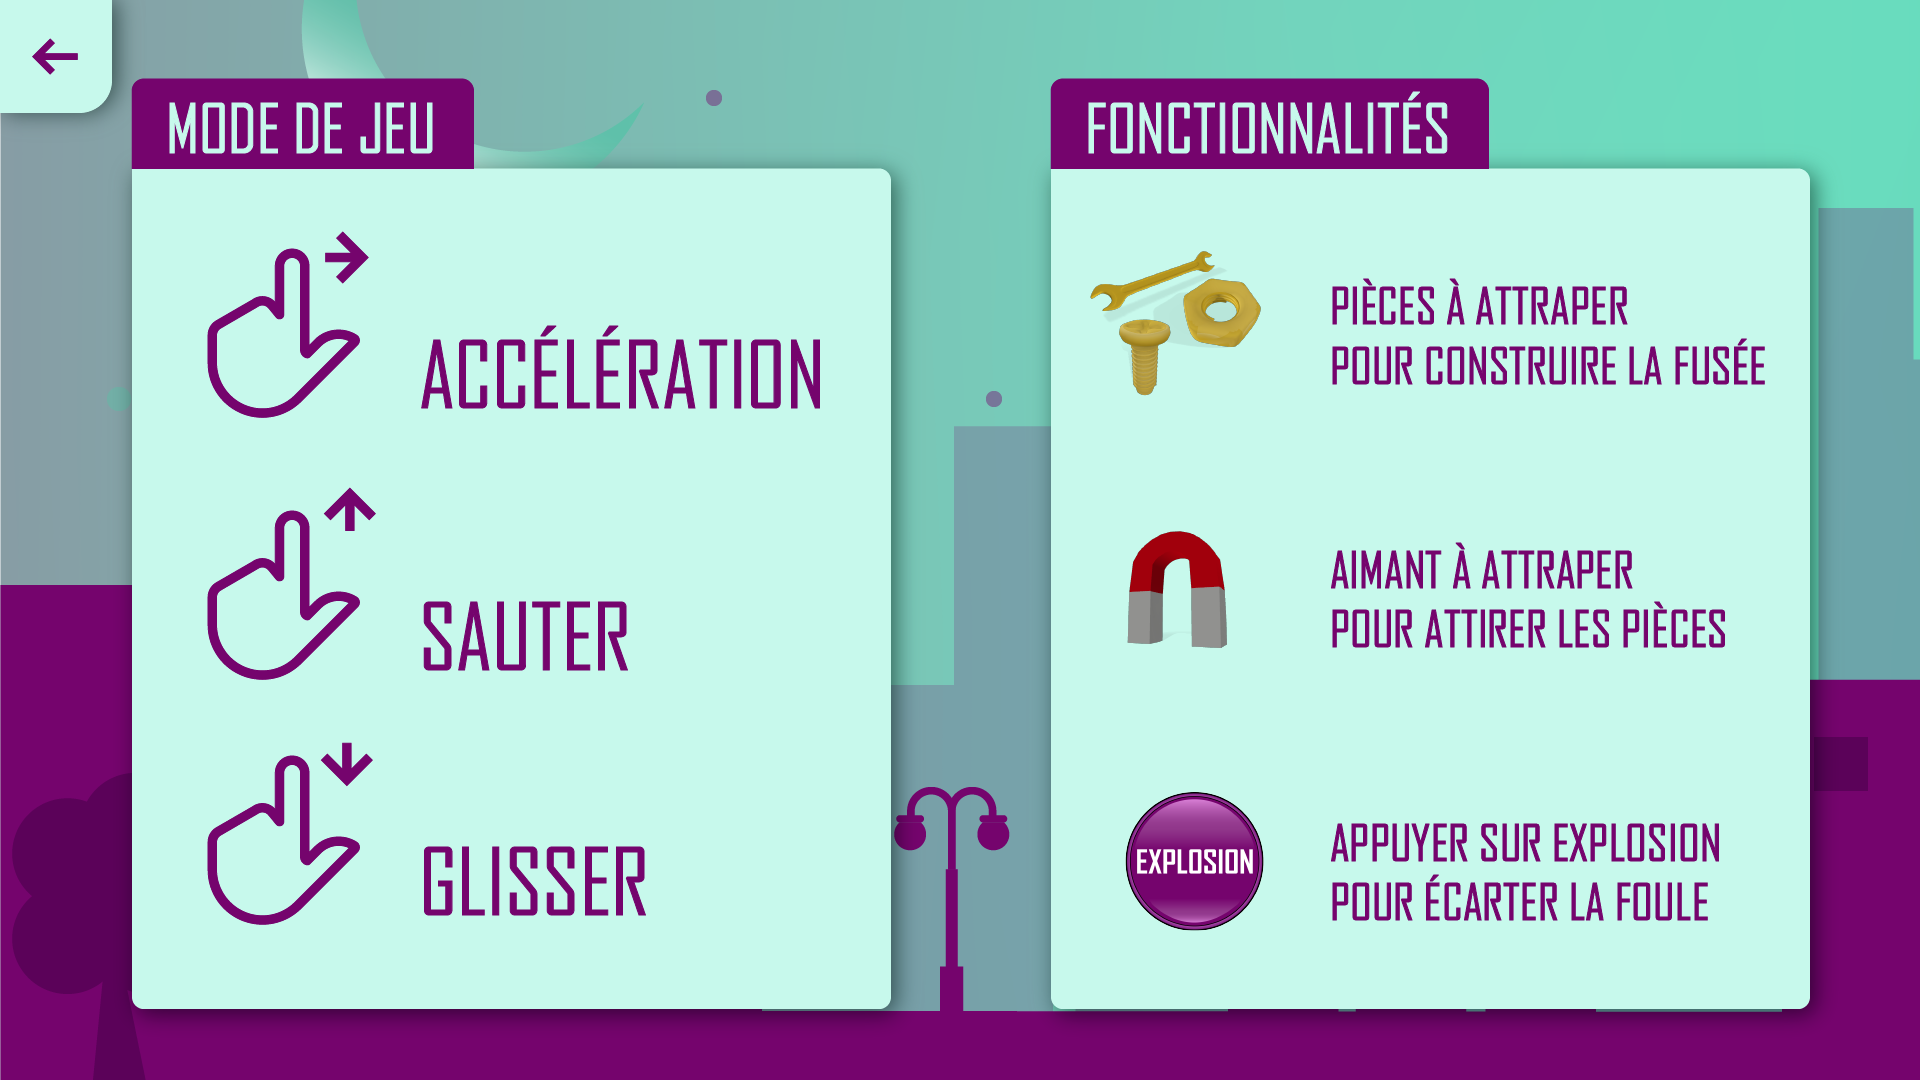 MODE DE JEU
ACCÉLÉRATION
SAUTER
GLISSER
FONCTIONNALITÉS
PIÈCES À ATTRAPER
POUR CONSTRUIRE LA FUSÉE
AIMANT À ATTRAPER
POUR ATTIRER LES PIÈCES
EXPLOSION
APPUYER SUR EXPLOSION
POUR ÉCARTER LA FOULE